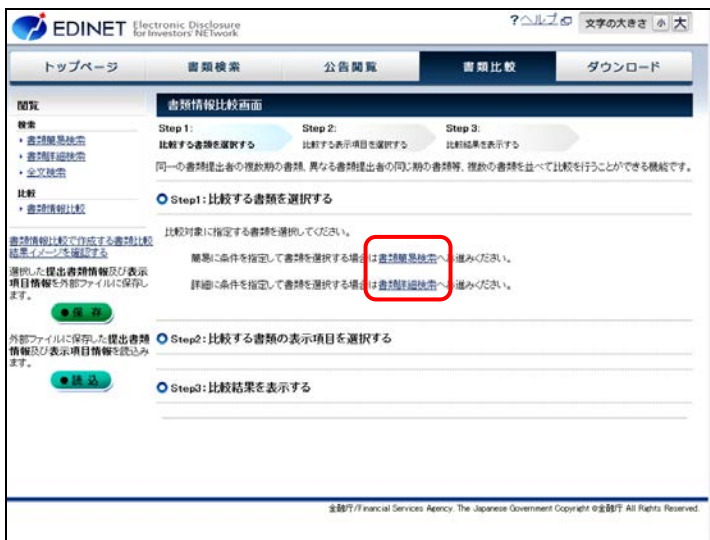 EDINET Electronic Disclosure
for Investors' NETwork
?ヘルプ 文字の大きさ 小 大
トップページ 書類検索 公告閲覧 書類比較 ダウンロード
閲覧
検索
・書類簡易検索
・書類詳細検索
・全文検索
比較
・書類情報比較
書類情報比較で作成する書類比較
結果イメージを確認する
選択した提出書類情報及び表示
項目情報を外部ファイルに保存し
ます。
●保 存
外部ファイルに保存した提出書類
情報及び表示項目情報を読込み
ます。
●読 込
書類情報比較画面
Step 1: Step 2: Step 3:
比較する書類を選択する 比較する表示項目を選択する 比較結果を表示する
同一の書類提出者の複数期の書類、異なる書類提出者の同じ期の書類等、複数の書類を並べて比較を行うことができる機能です。
Step1:比較する書類を選択する
比較対象に指定する書類を選択してください。
簡易に条件を指定して書類を選択する場合は書類簡易検索へお進みください。
詳細に条件を指定して書類を選択する場合は書類詳細検索へお進みください。
Step2:比較する書類の表示項目を選択する
Step3:比較結果を表示する
金融庁/Financial Services Agency. The Japanese Government Copyright ©金融庁 All Rights Reserved.